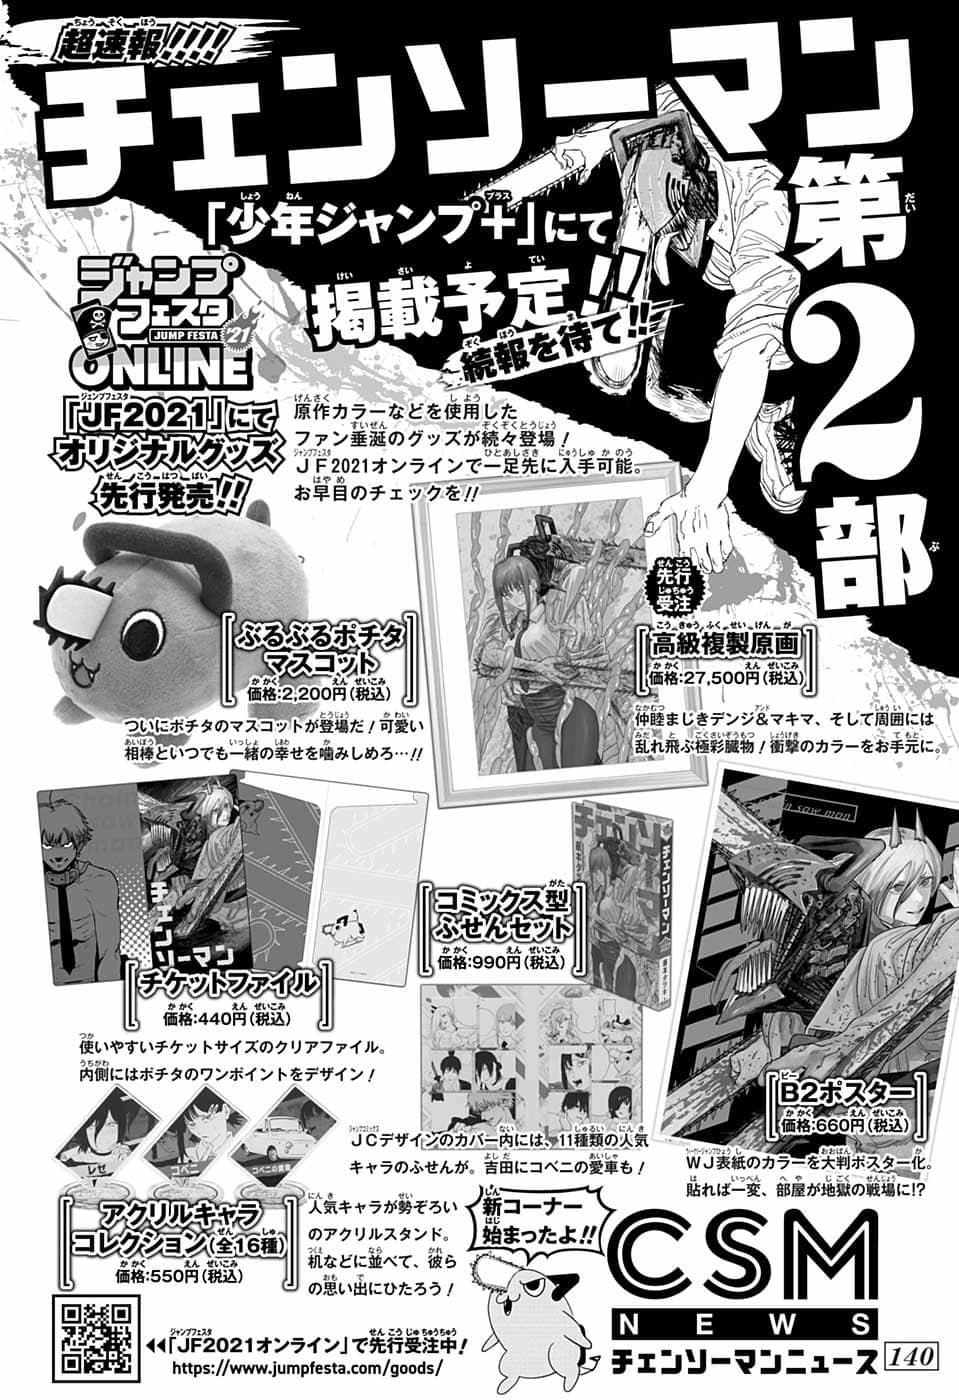 超速報!!!!
チェンソーマン
第2部
「少年ジャンプ+」にて
掲載予定!!
続報を待て!!
ジャンプ
フェスタ
JUMP FESTA '21
ONLINE
「JF2021」にて
オリジナルグッズ
先行発売!!
原作カラーなどを使用した
ファン垂涎のグッズが続々登場!
JF2021オンラインで一足先に入手可能。
お早目のチェックを!!
ぶるぶるポチタ
マスコット
価格:2,200円(税込)
ついにポチタのマスコットが登場だ!可愛い
相棒といつでも一緒の幸せを噛みしめろ…!!
先行
受注
高級複製原画
価格:27,500円(税込)
仲睦まじきデンジ&マキマ、そして周囲には
乱れ飛ぶ極彩臓物!衝撃のカラーをお手元に。
チェンソーマン
チケットファイル
価格:440円(税込)
使いやすいチケットサイズのクリアファイル。
内側にはポチタのワンポイントをデザイン!
コミックス型
ふせんセット
価格:990円(税込)
チェンソーマン
JCデザインのカバー内には、11種類の人気
キャラのふせんが。吉田にコベニの愛車も!
B2ポスター
価格:660円(税込)
WJ表紙のカラーを大判ポスター化。
貼れば一変、部屋が地獄の戦場に!?
レゼ
コベニ
コベニの愛車
アクリルキャラ
コレクション(全16種)
価格:550円(税込)
人気キャラが勢ぞろい
のアクリルスタンド。
机などに並べて、彼ら
の思い出にひたろう!
新コーナー
始まったよ!!
「JF2021オンライン」で先行受注中!
https://www.jumpfesta.com/goods/
CSM
NEWS
チェンソーマンニュース
140